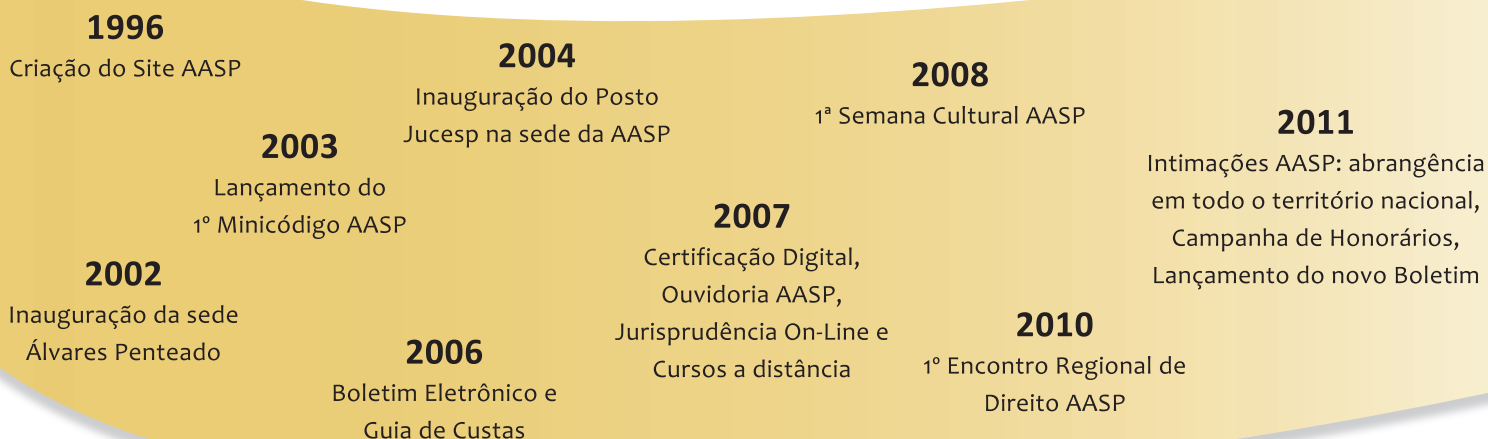 1996
Criação do Site AASP
2002
Inauguração da sede
Álvares Penteado
2003
Lançamento do
1º Minicódigo AASP
2004
Inauguração do Posto
Jucesp na sede da AASP
2006
Boletim Eletrônico e
Guia de Custas
2007
Certificação Digital,
Ouvidoria AASP,
Jurisprudência On-Line e
Cursos a distância
2008
1ª Semana Cultural AASP
2010
1º Encontro Regional de
Direito AASP
2011
Intimações AASP: abrangência
em todo o território nacional,
Campanha de Honorários,
Lançamento do novo Boletim